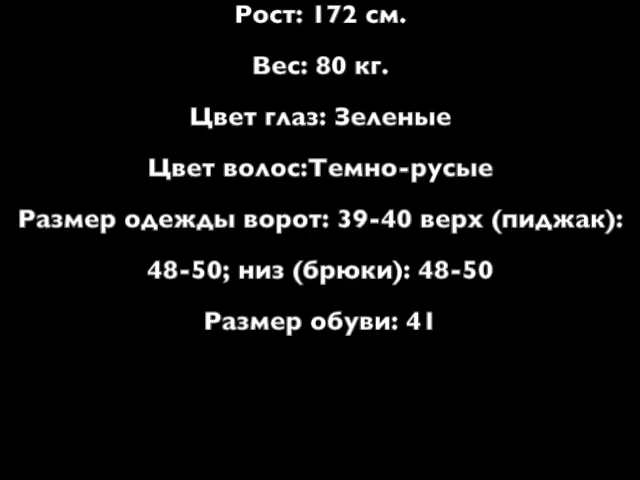 Рост: 172 см.
Вес: 80 кг.
Цвет глаз: Зеленые
Цвет волос:Темно-русые
Размер одежды ворот: 39-40 верх (пиджак):
48-50; низ (брюки): 48-50
Размер обуви: 41